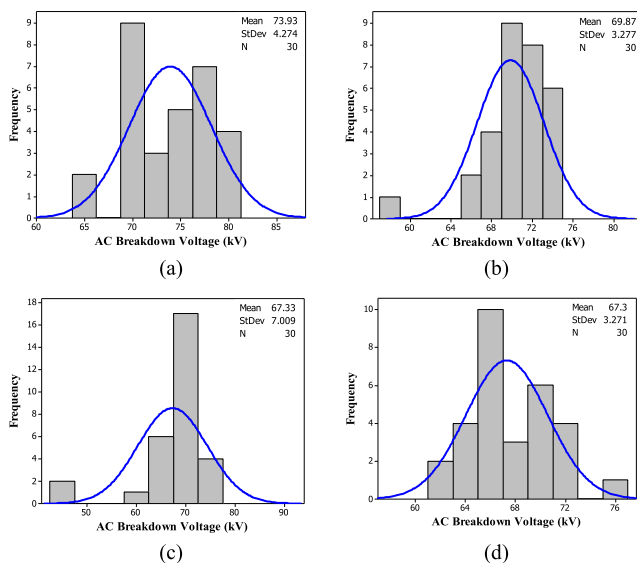 Mean 73.93
StDev 4.274
N 30
9
8
7
6
5
4
3
2
1
0
Frequency
60 65 70 75 80 85
AC Breakdown Voltage (kV)
(a)
Mean 69.87
StDev 3.277
N 30
9
8
7
6
5
4
3
2
1
0
Frequency
60 64 68 72 76 80
AC Breakdown Voltage (kV)
(b)
Mean 67.33
StDev 7.009
N 30
18
16
14
12
10
8
6
4
2
0
Frequency
50 60 70 80 90
AC Breakdown Voltage (kV)
(c)
Mean 67.3
StDev 3.271
N 30
10
8
6
4
2
0
Frequency
60 64 68 72 76
AC Breakdown Voltage (kV)
(d)